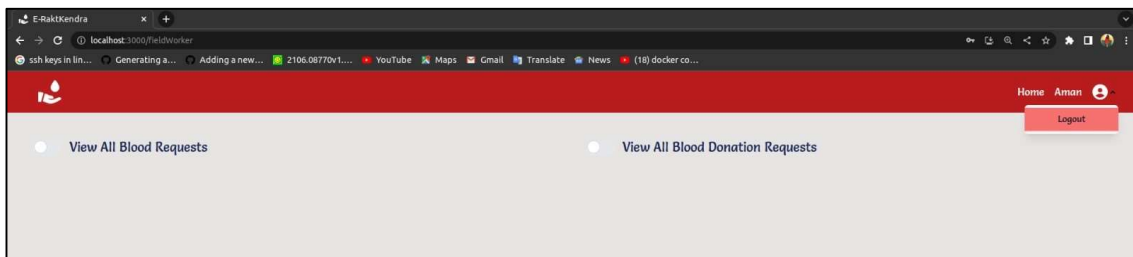 E-RaktKendra
localhost:3000/fieldWorker
ssh keys in lin... Generating a... Adding a new... 2106.08770v1.... YouTube Maps Gmail Translate News (18) docker co...
Home Aman
Logout
View All Blood Requests View All Blood Donation Requests